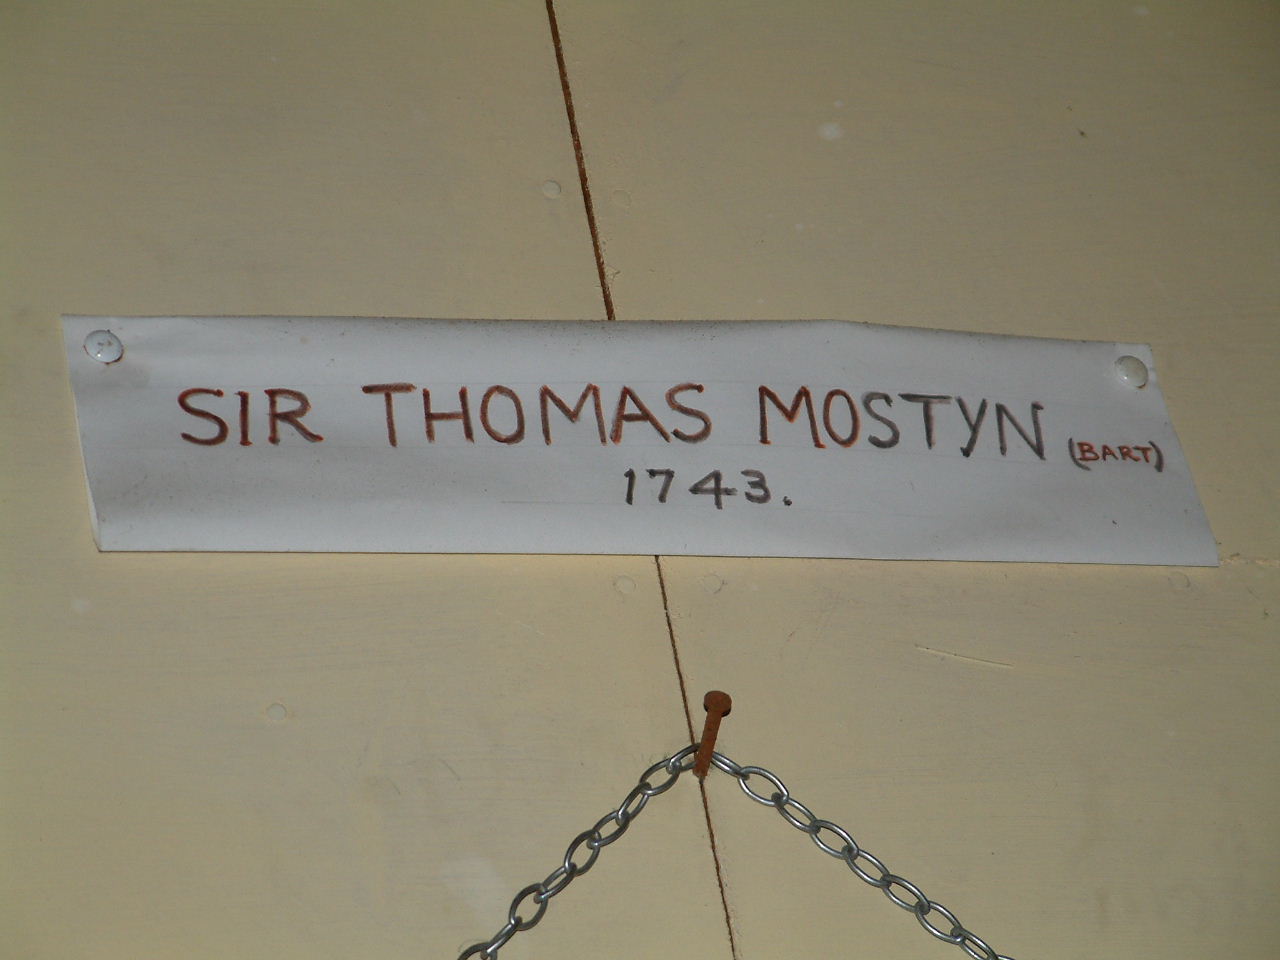 SIR THOMAS MOSTYN (BART)
1743.